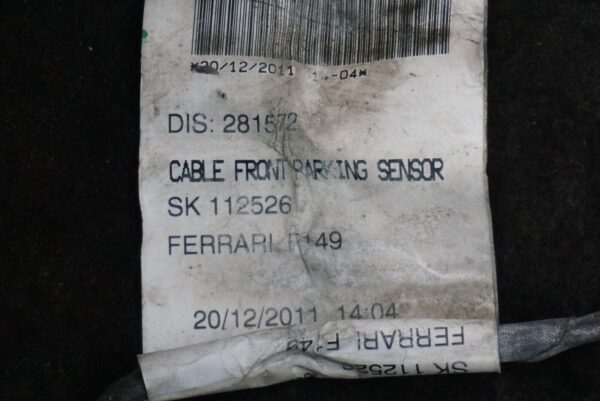 *20/12/2011 14-04*
DIS: 281572
CABLE FRONT PARKING SENSOR
SK 112526
FERRARI F149
20/12/2011 14:04
FERRARI F149
SK 112526